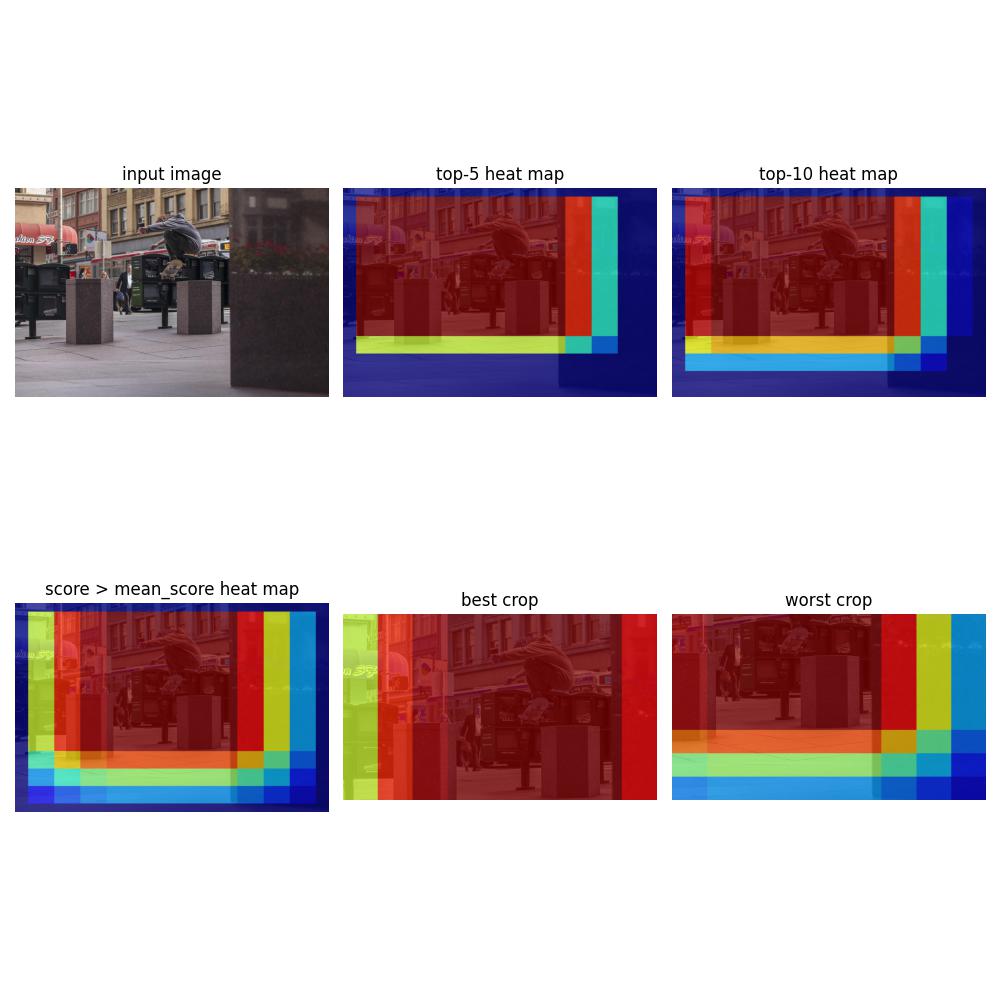 input image
top-5 heat map
top-10 heat map
score > mean_score heat map
best crop
worst crop